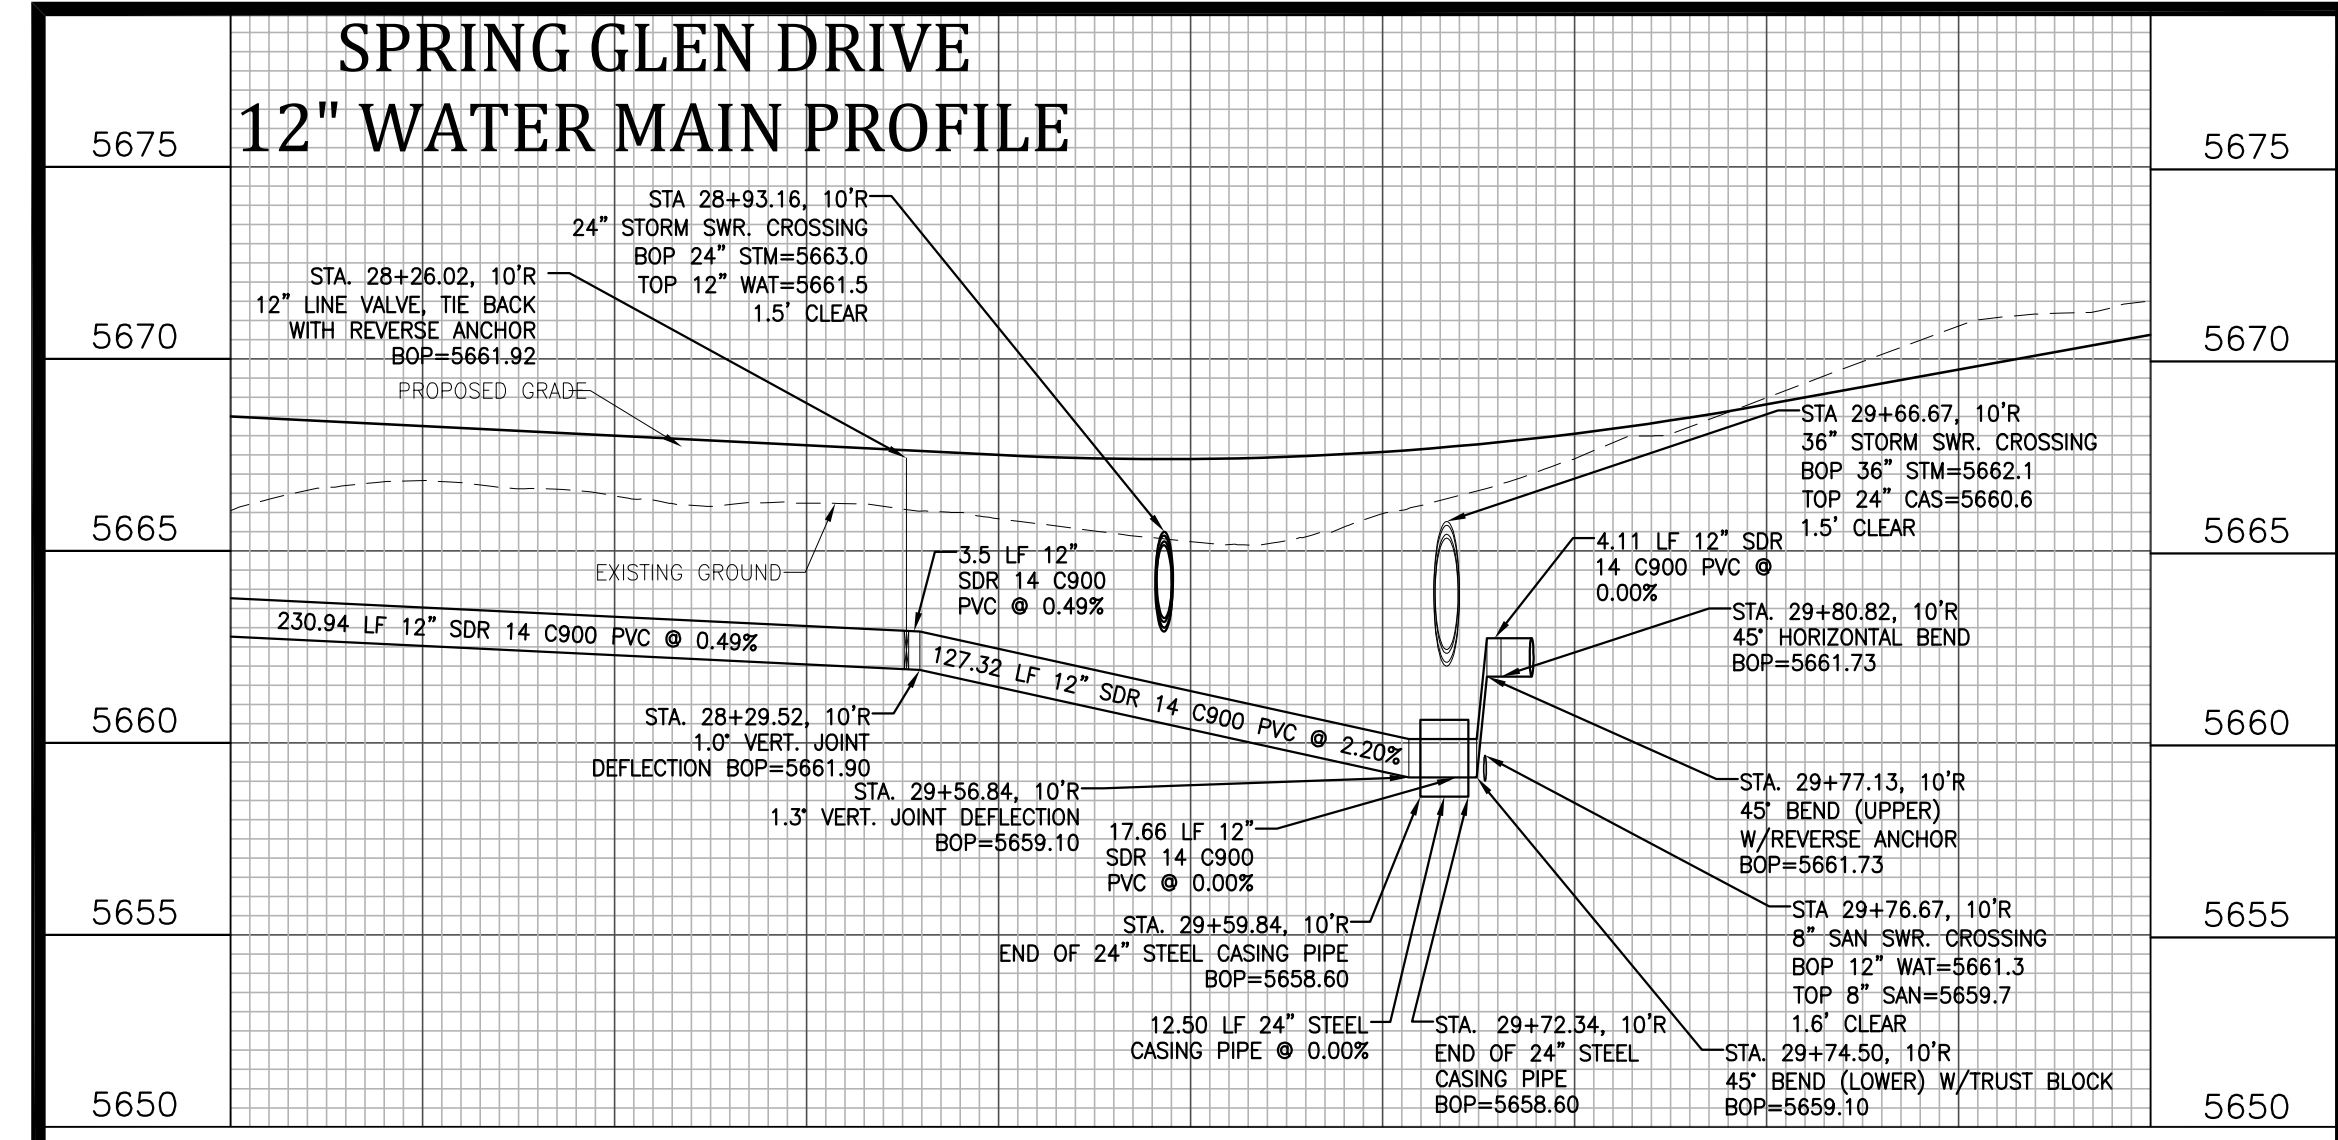 SPRING GLEN DRIVE
12" WATER MAIN PROFILE
5675
5670
5665
5660
5655
5650
5675
5670
5665
5660
5655
5650
STA 28+93.16, 10'R
24" STORM SWR. CROSSING
BOP 24" STM=5663.0
TOP 12" WAT=5661.5
1.5' CLEAR
STA. 28+26.02, 10'R
12" LINE VALVE, TIE BACK
WITH REVERSE ANCHOR
BOP=5661.92
PROPOSED GRADE
EXISTING GROUND
3.5 LF 12"
SDR 14 C900
PVC @ 0.49%
230.94 LF 12" SDR 14 C900 PVC @ 0.49%
127.32 LF 12" SDR 14 C900 PVC @ 2.20%
STA 29+66.67, 10'R
36" STORM SWR. CROSSING
BOP 36" STM=5662.1
TOP 24" CAS=5660.6
1.5' CLEAR
4.11 LF 12" SDR
14 C900 PVC @
0.00%
STA. 29+80.82, 10'R
45° HORIZONTAL BEND
BOP=5661.73
STA. 28+29.52, 10'R
1.0° VERT. JOINT
DEFLECTION BOP=5661.90
STA. 29+56.84, 10'R
1.3° VERT. JOINT DEFLECTION
BOP=5659.10
17.66 LF 12"
SDR 14 C900
PVC @ 0.00%
STA. 29+77.13, 10'R
45° BEND (UPPER)
W/REVERSE ANCHOR
BOP=5661.73
STA. 29+59.84, 10'R
END OF 24" STEEL CASING PIPE
BOP=5658.60
STA 29+76.67, 10'R
8" SAN SWR. CROSSING
BOP 12" WAT=5661.3
TOP 8" SAN=5659.7
1.6' CLEAR
12.50 LF 24" STEEL
CASING PIPE @ 0.00%
STA. 29+72.34, 10'R
END OF 24" STEEL
CASING PIPE
BOP=5658.60
STA. 29+74.50, 10'R
45° BEND (LOWER) W/TRUST BLOCK
BOP=5659.10